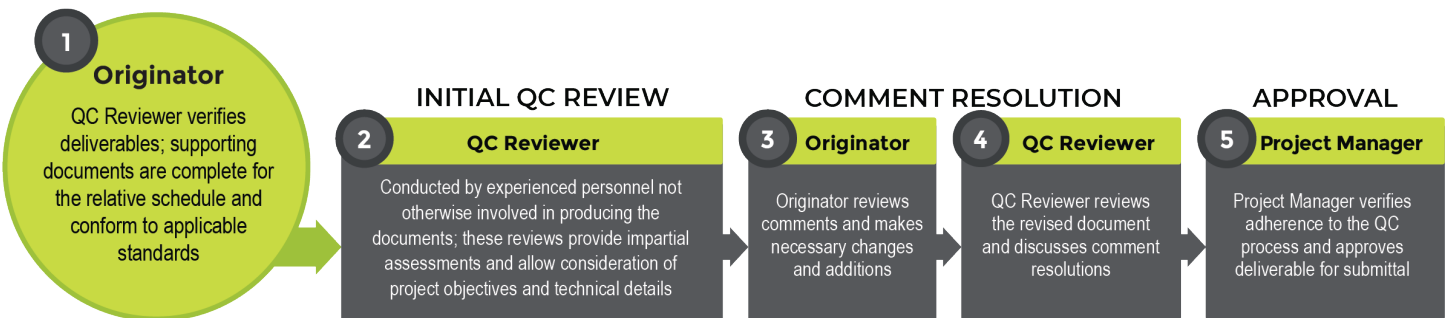 1
Originator
QC Reviewer verifies
deliverables; supporting
documents are complete for
the relative schedule and
conform to applicable
standards
INITIAL QC REVIEW
2
QC Reviewer
Conducted by experienced personnel not
otherwise involved in producing the
documents; these reviews provide impartial
assessments and allow consideration of
project objectives and technical details
COMMENT RESOLUTION
3
Originator
Originator reviews
comments and makes
necessary changes
and additions
4
QC Reviewer
QC Reviewer reviews
the revised document
and discusses comment
resolutions
APPROVAL
5
Project Manager
Project Manager verifies
adherence to the QC
process and approves
deliverable for submittal